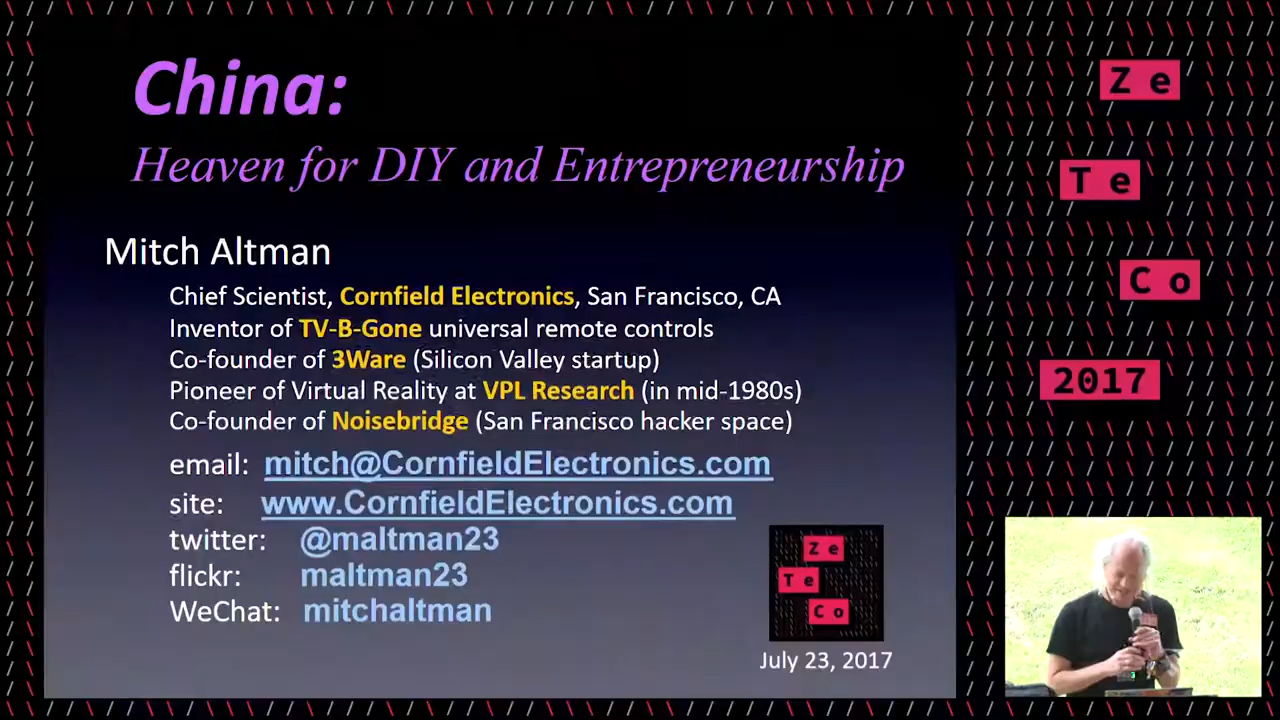 China:
Heaven for DIY and Entrepreneurship
Mitch Altman
Chief Scientist, Cornfield Electronics, San Francisco, CA
Inventor of TV-B-Gone universal remote controls
Co-founder of 3Ware (Silicon Valley startup)
Pioneer of Virtual Reality at VPL Research (in mid-1980s)
Co-founder of Noisebridge (San Francisco hacker space)
email: mitch@CornfieldElectronics.com
site: www.CornfieldElectronics.com
twitter: @maltman23
flickr: maltman23
WeChat: mitchaltman
Ze
Te
Co
July 23, 2017
Ze
Te
Co
2017